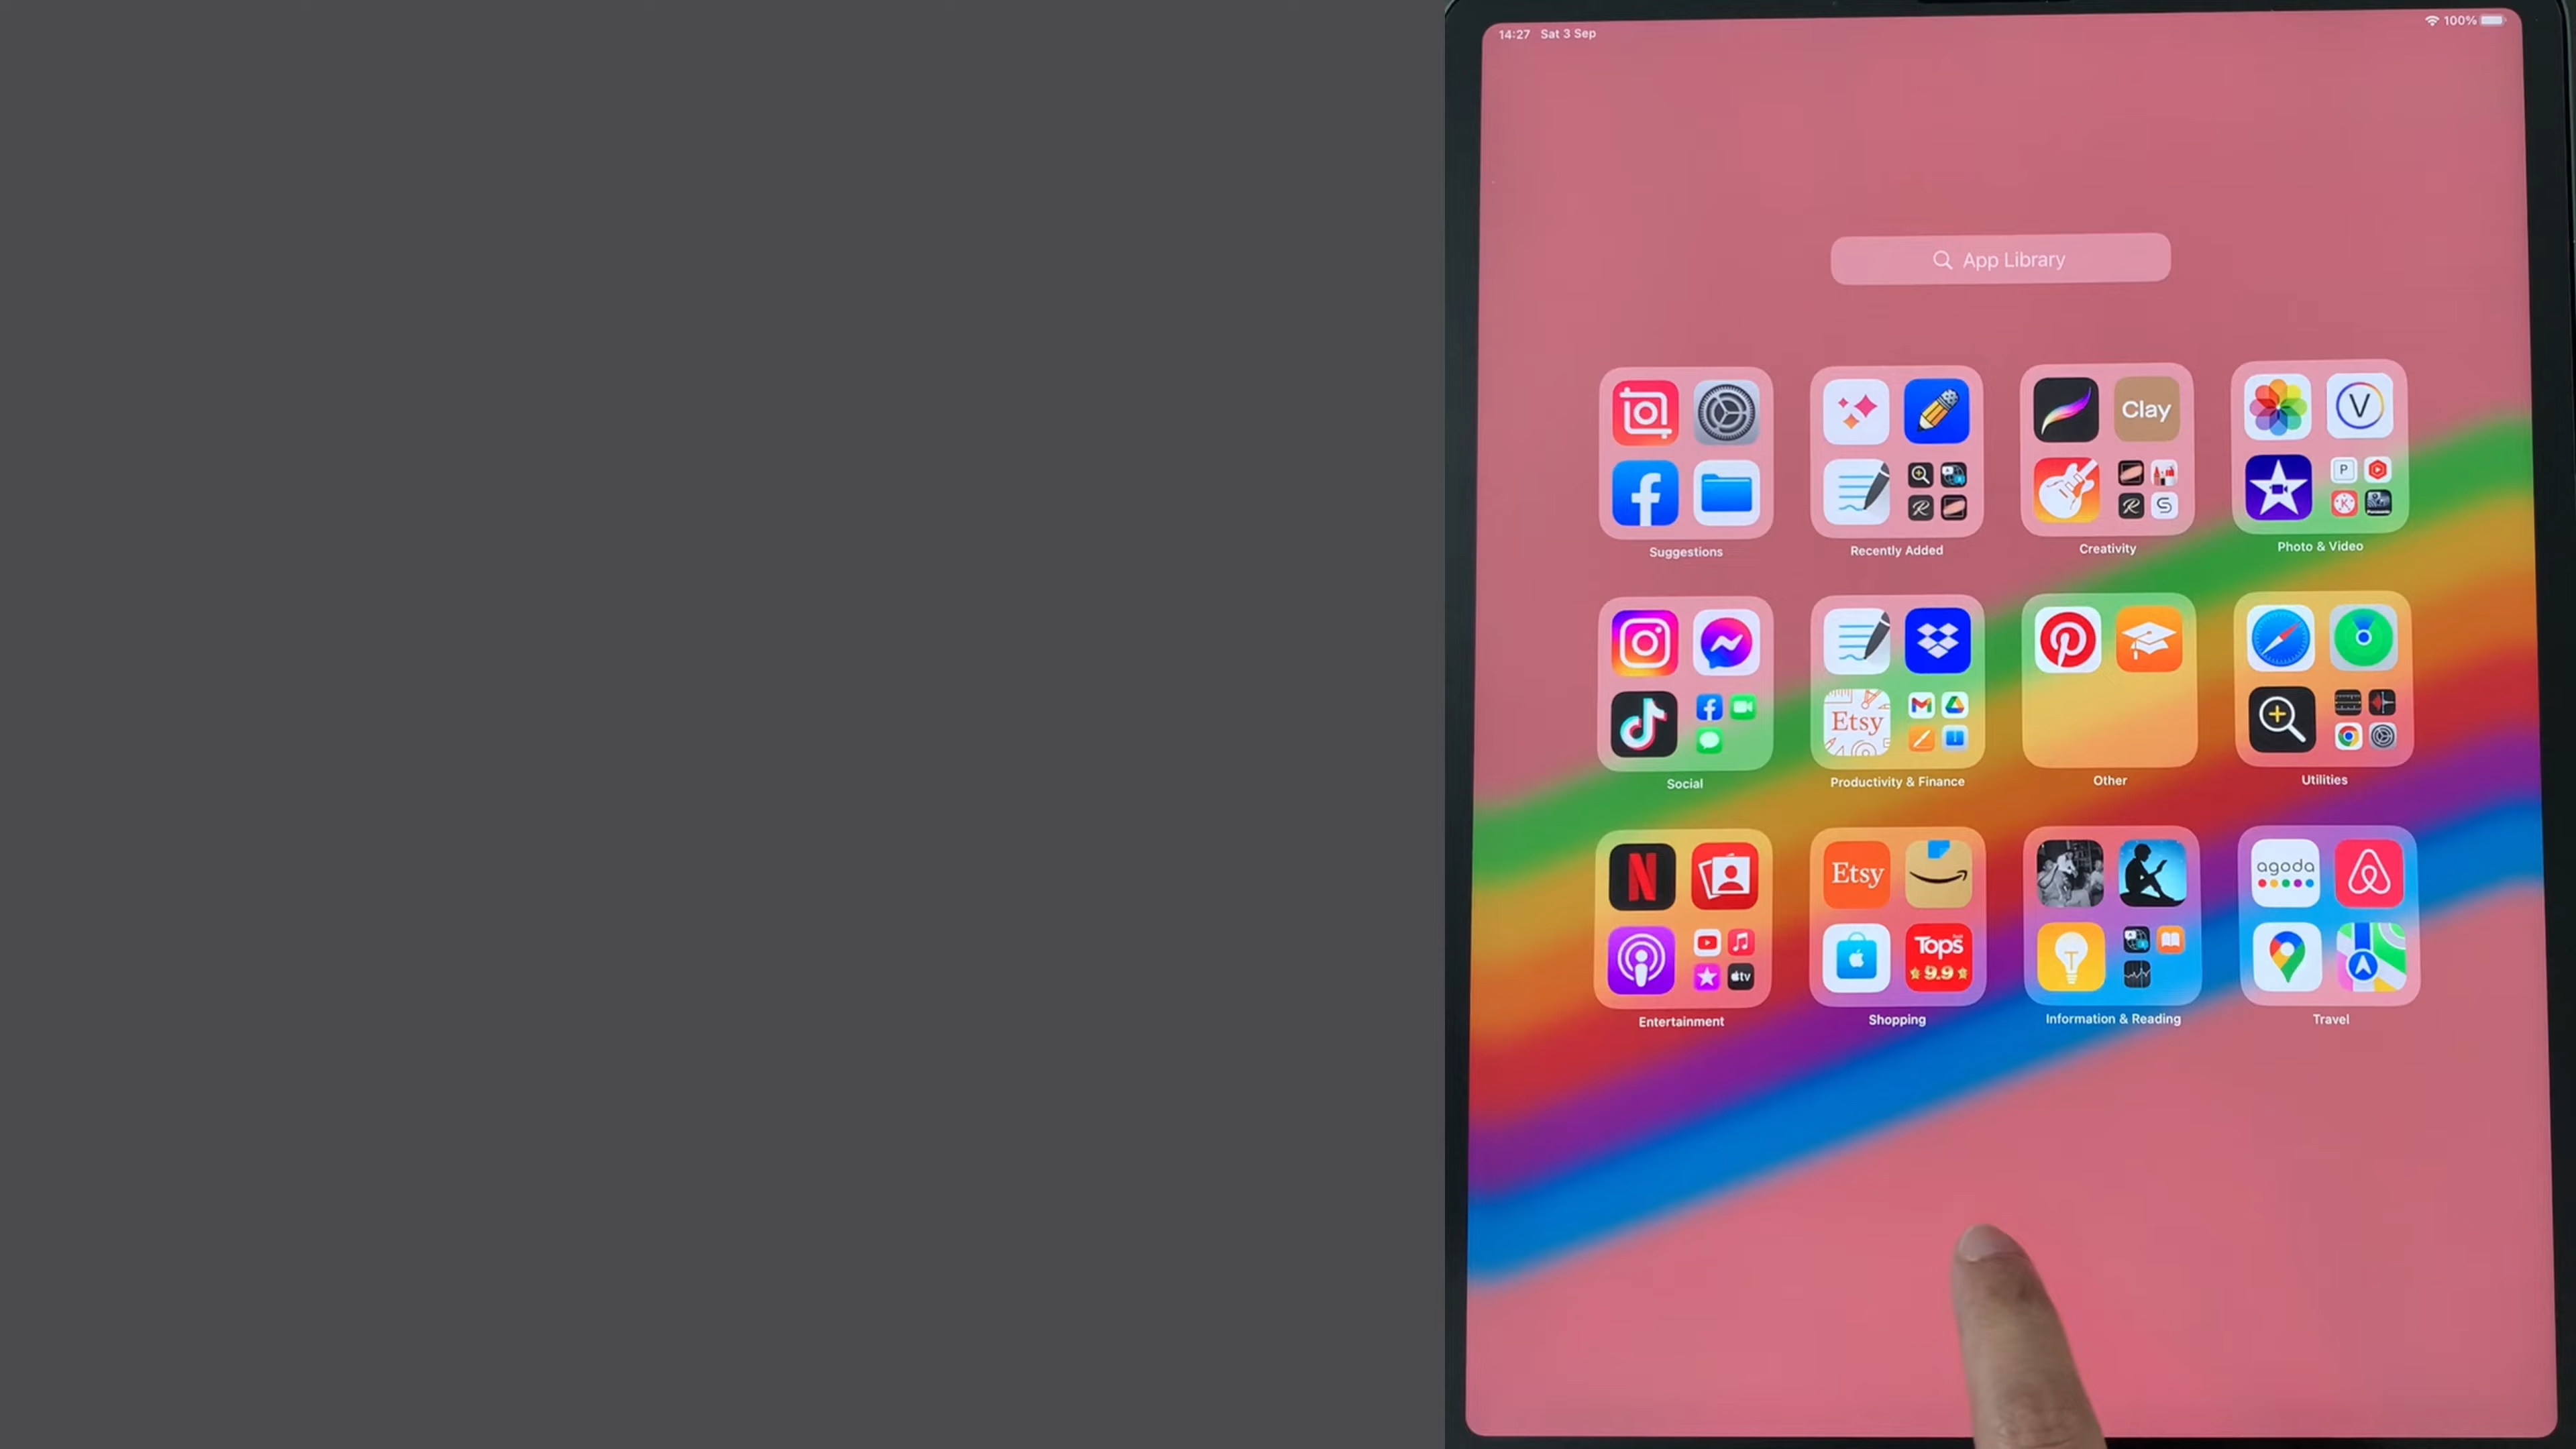 14:27 Sat 3 Sep
100%
App Library
Clay
V
P
Suggestions
Recently Added
Creativity
Photo & Video
Etsy
Social
Productivity & Finance
Other
Utilities
N
Etsy
agoda
Tops
9.9
tv
T
Entertainment
Shopping
Information & Reading
Travel